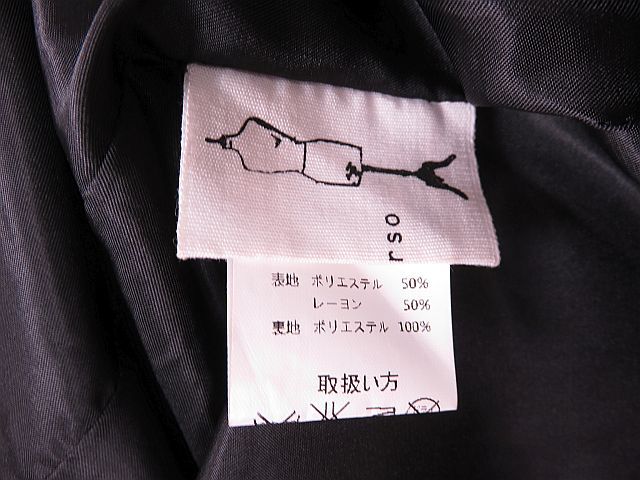 rso
表地 ポリエステル 50%
レーヨン 50%
裏地 ポリエステル 100%
取扱い方